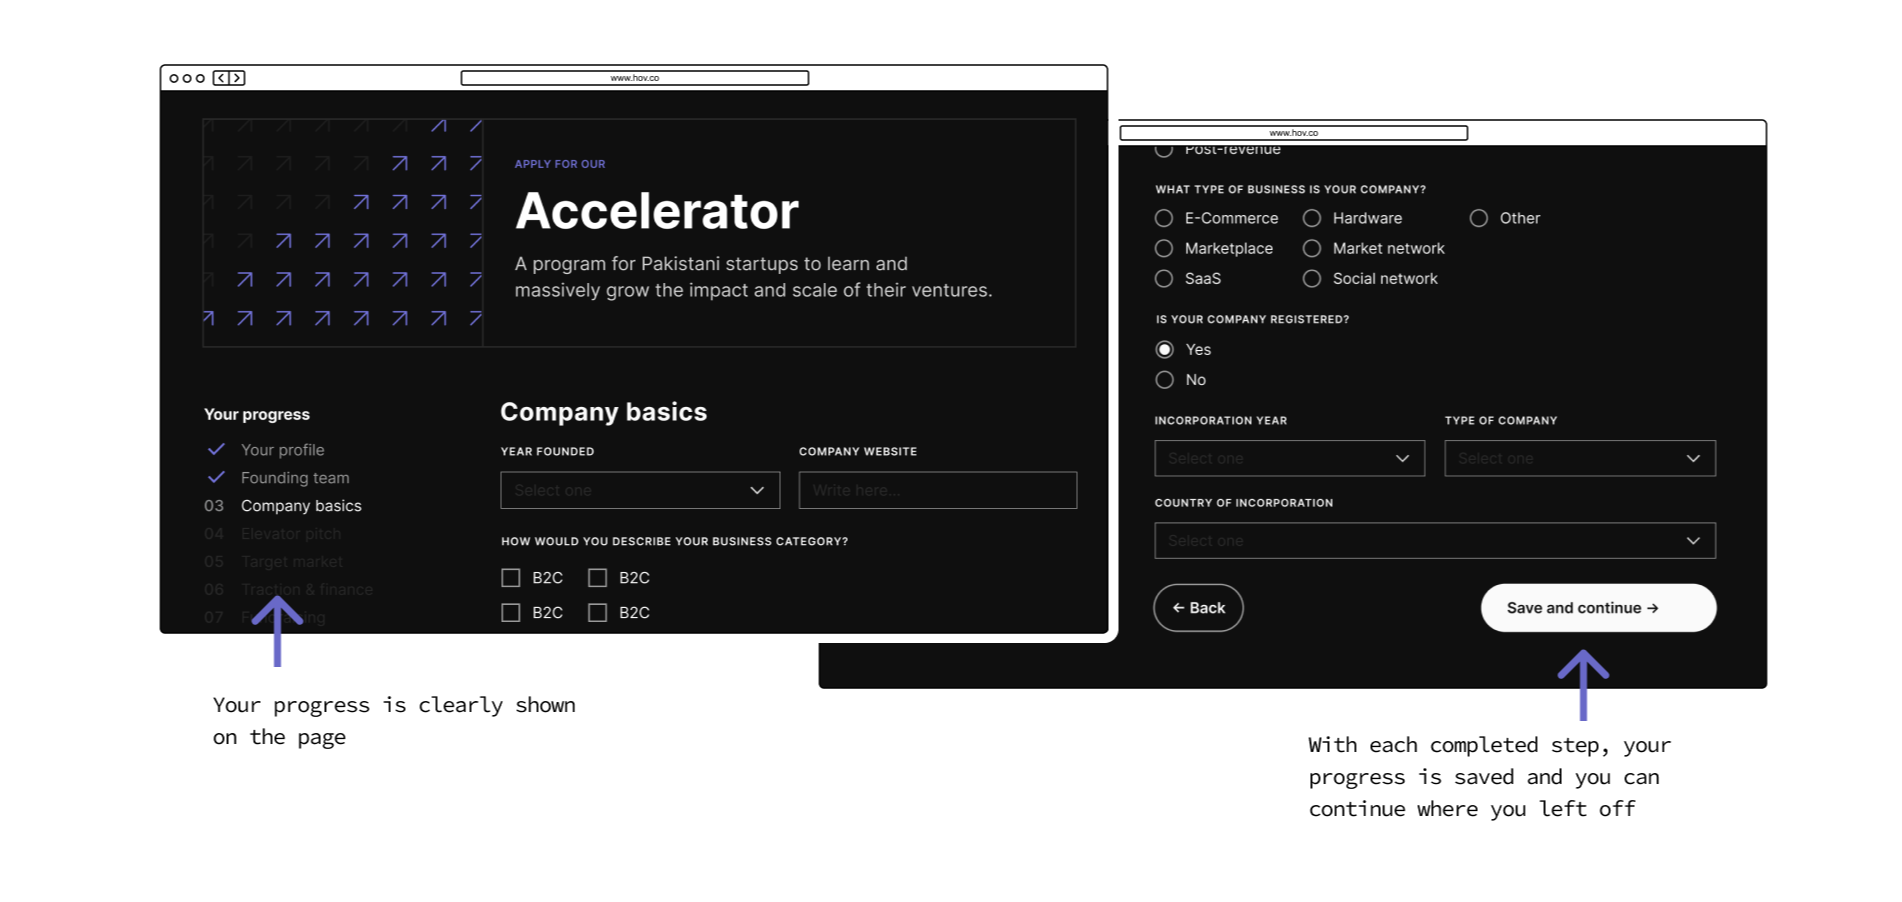 www.hov.co
APPLY FOR OUR
Accelerator
A program for Pakistani startups to learn and
massively grow the impact and scale of their ventures.
Your progress
Your profile
Founding team
03 Company basics
04 Elevator pitch
05 Target market
06 Traction & finance
07
Company basics
YEAR FOUNDED
Select one
COMPANY WEBSITE
Write here...
HOW WOULD YOU DESCRIBE YOUR BUSINESS CATEGORY?
B2C B2C
B2C B2C
Your progress is clearly shown
on the page
www.hov.co
Post-revenue
WHAT TYPE OF BUSINESS IS YOUR COMPANY?
E-Commerce Hardware Other
Marketplace Market network
SaaS Social network
IS YOUR COMPANY REGISTERED?
Yes
No
INCORPORATION YEAR
Select one
TYPE OF COMPANY
Select one
COUNTRY OF INCORPORATION
Select one
← Back
Save and continue →
With each completed step, your
progress is saved and you can
continue where you left off